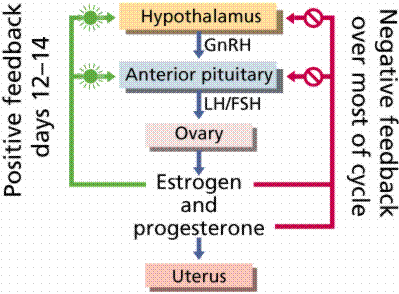 Positive feedback
days 12–14
Hypothalamus
GnRH
Anterior pituitary
LH/FSH
Ovary
Estrogen
and
progesterone
Uterus
Negative feedback
over most of cycle